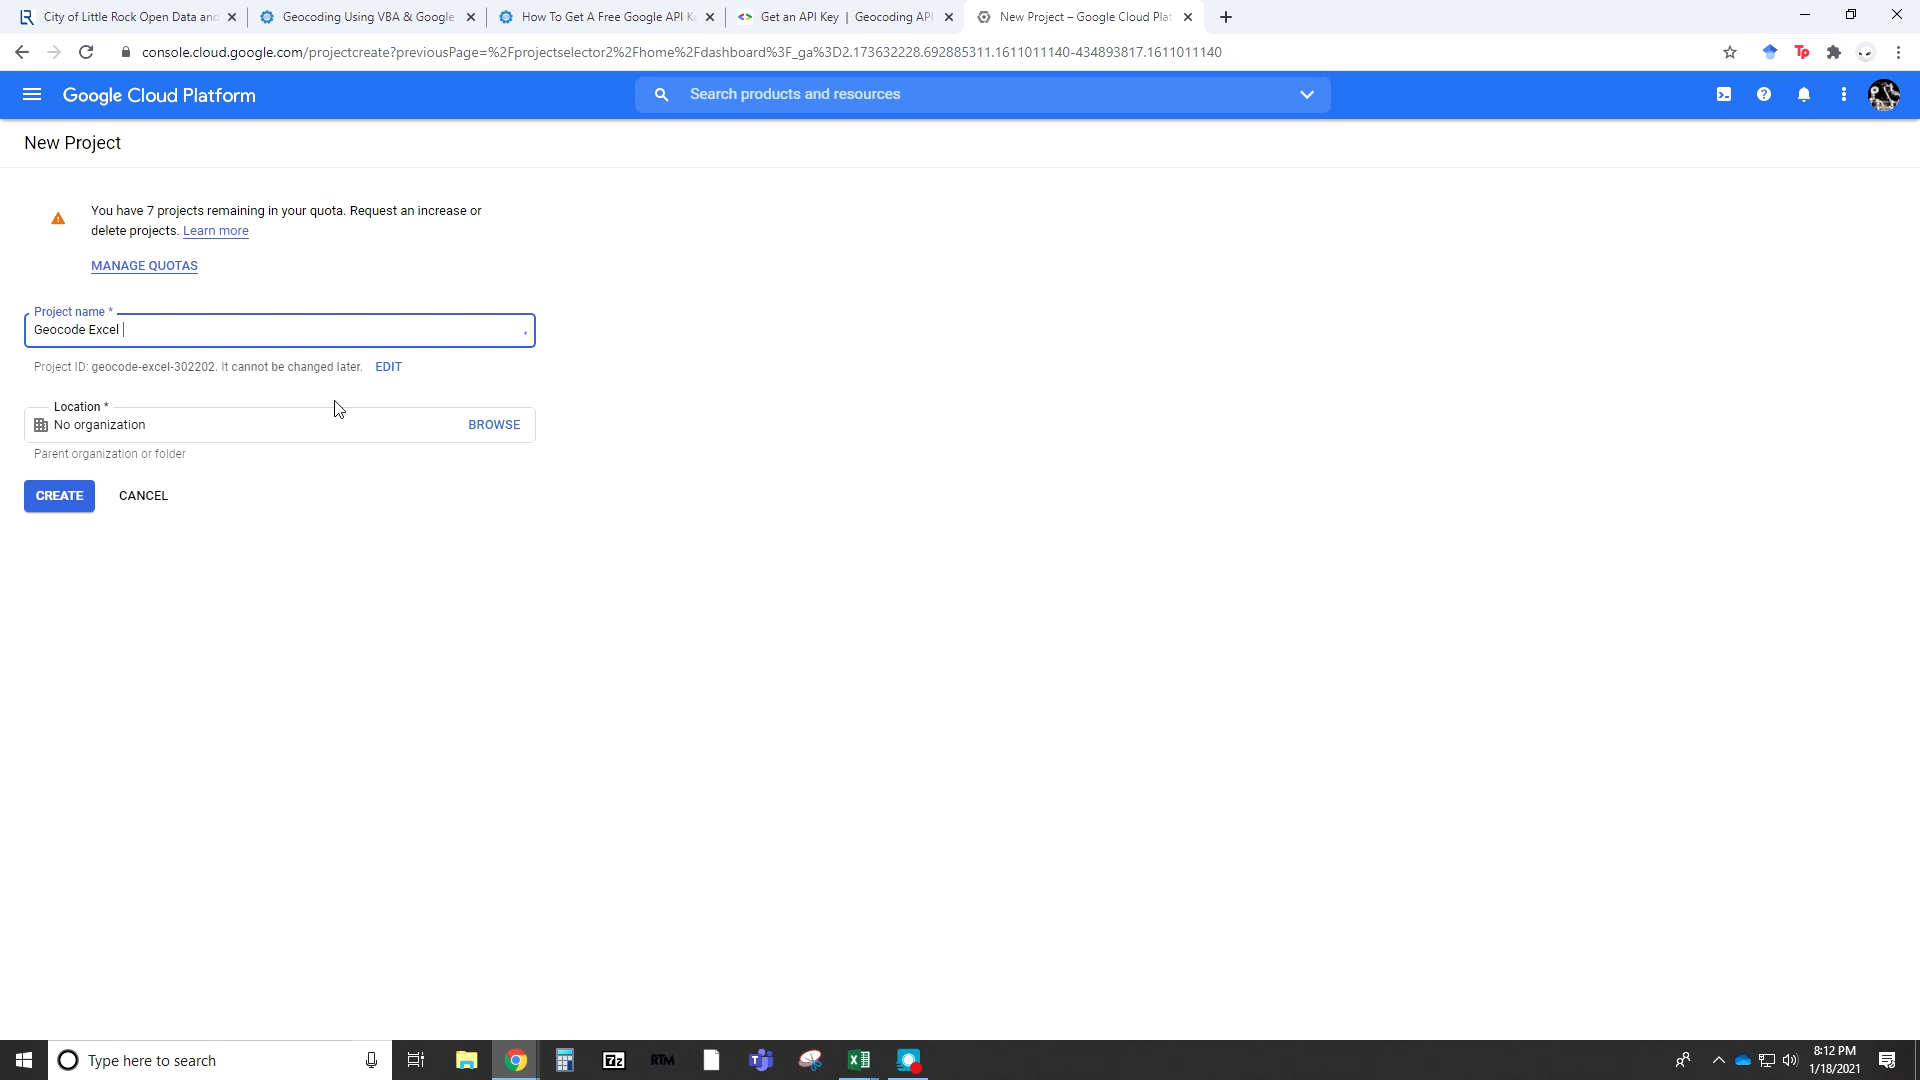 City of Little Rock Open Data and
Geocoding Using VBA & Google
How To Get A Free Google API K
Get an API Key | Geocoding API
New Project – Google Cloud Plat
console.cloud.google.com/projectcreate?previousPage=%2Fprojectselector2%2Fhome%2Fdashboard%3F_ga%3D2.173632228.692885311.1611011140-434893817.1611011140
Tp
Google Cloud Platform
Search products and resources
New Project
You have 7 projects remaining in your quota. Request an increase or
delete projects. Learn more
MANAGE QUOTAS
Project name *
Geocode Excel
Project ID: geocode-excel-302202. It cannot be changed later. EDIT
Location *
No organization
BROWSE
Parent organization or folder
CREATE
CANCEL
Type here to search
7z
RTM
8:12 PM
1/18/2021